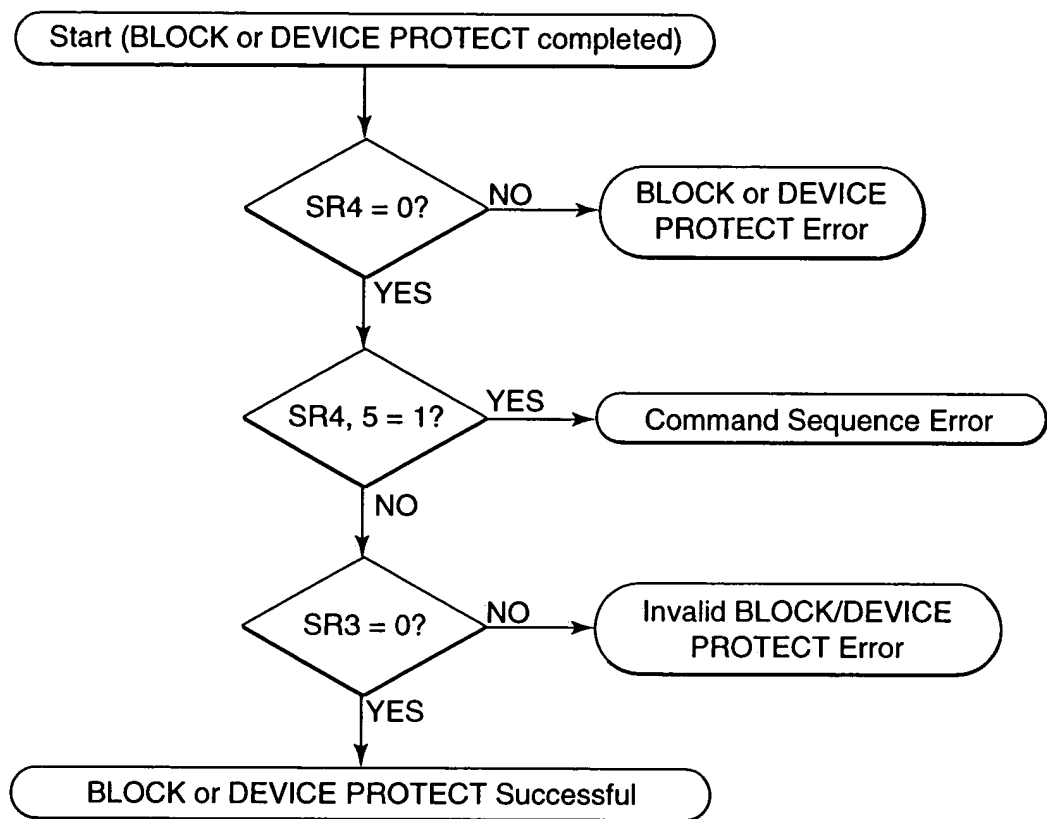 Start (BLOCK or DEVICE PROTECT completed)
SR4 = 0?
NO
BLOCK or DEVICE
PROTECT Error
YES
SR4, 5 = 1?
YES
Command Sequence Error
NO
SR3 = 0?
NO
Invalid BLOCK/DEVICE
PROTECT Error
YES
BLOCK or DEVICE PROTECT Successful